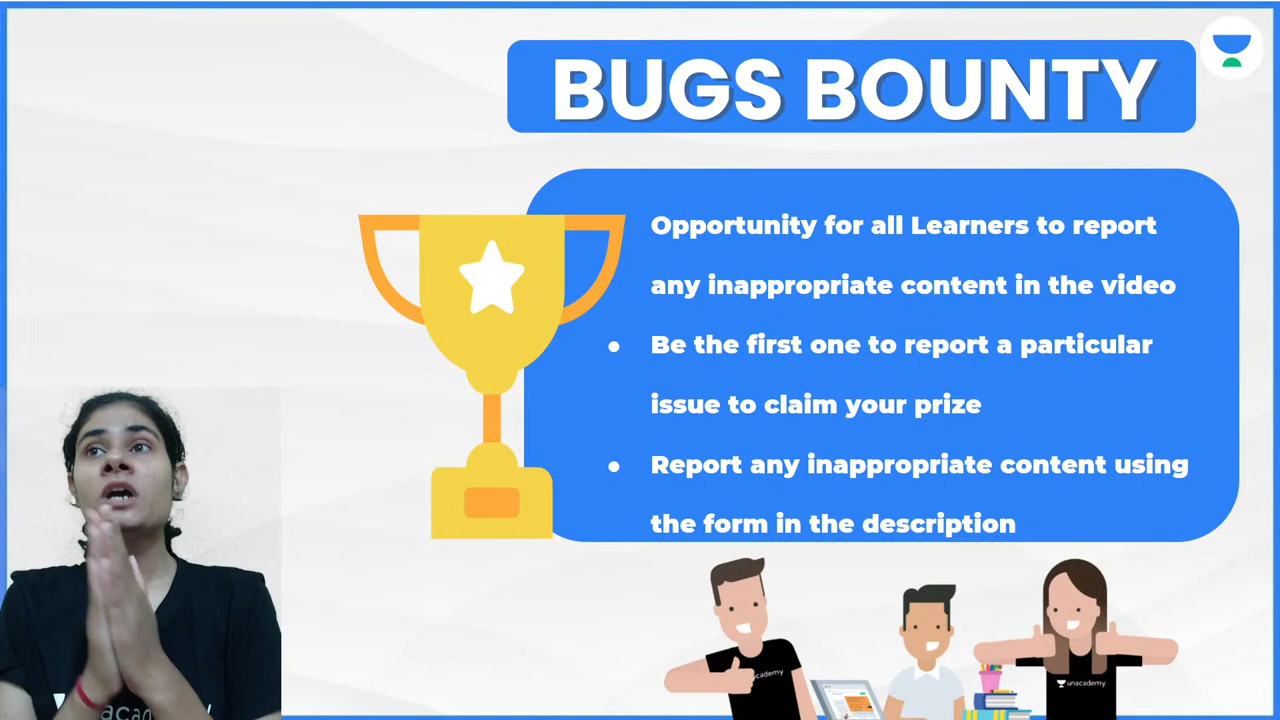 BUGS BOUNTY
Opportunity for all Learners to report
any inappropriate content in the video
● Be the first one to report a particular
issue to claim your prize
● Report any inappropriate content using
the form in the description
unacademy